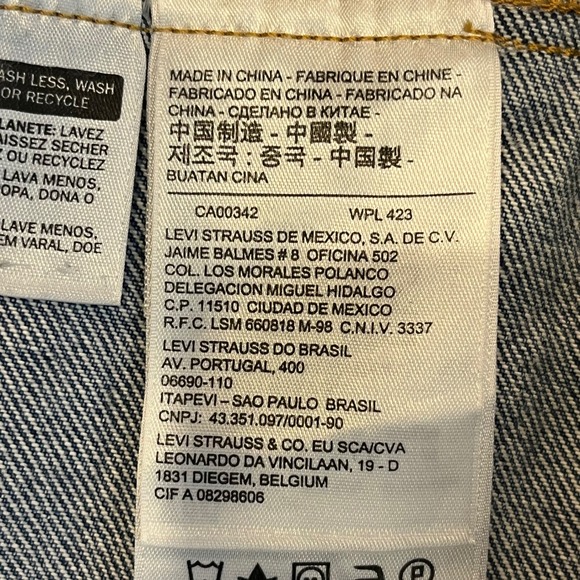 ASH LESS, WASH
OR RECYCLE
LANETE: LAVEZ
AISSEZ SECHER
Z OU RECYCLEZ
LAVA MENOS,
OPA, DONA O
LAVE MENOS,
EM VARAL, DOE
MADE IN CHINA - FABRIQUE EN CHINE -
FABRICADO EN CHINA - FABRICADO NA
CHINA - СДЕЛАНО В КИТАЕ -
中国制造 - 中國製 -
제조국 : 중국 - 中国製 -
BUATAN CINA
CA00342 WPL 423
LEVI STRAUSS DE MEXICO, S.A. DE C.V.
JAIME BALMES # 8 OFICINA 502
COL. LOS MORALES POLANCO
DELEGACION MIGUEL HIDALGO
C.P. 11510 CIUDAD DE MEXICO
R.F.C. LSM 660818 M-98 C.N.I.V. 3337
LEVI STRAUSS DO BRASIL
AV. PORTUGAL, 400
06690-110
ITAPEVI – SAO PAULO BRASIL
CNPJ: 43.351.097/0001-90
LEVI STRAUSS & CO. EU SCA/CVA
LEONARDO DA VINCILAAN, 19 - D
1831 DIEGEM, BELGIUM
CIF A 08298606